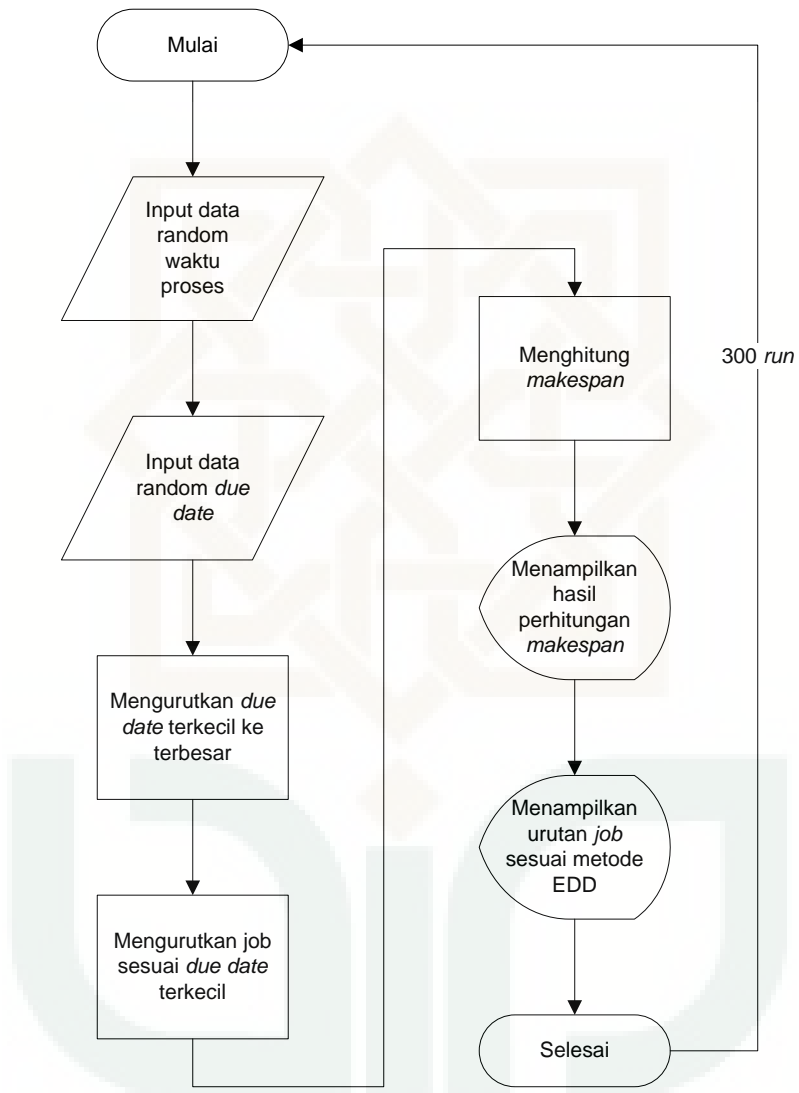 Mulai
Input data
random
waktu
proses
Input data
random due
date
Mengurutkan due
date terkecil ke
terbesar
Mengurutkan job
sesuai due date
terkecil
Menghitung
makespan
Menampilkan
hasil
perhitungan
makespan
Menampilkan
urutan job
sesuai metode
EDD
Selesai
300 run